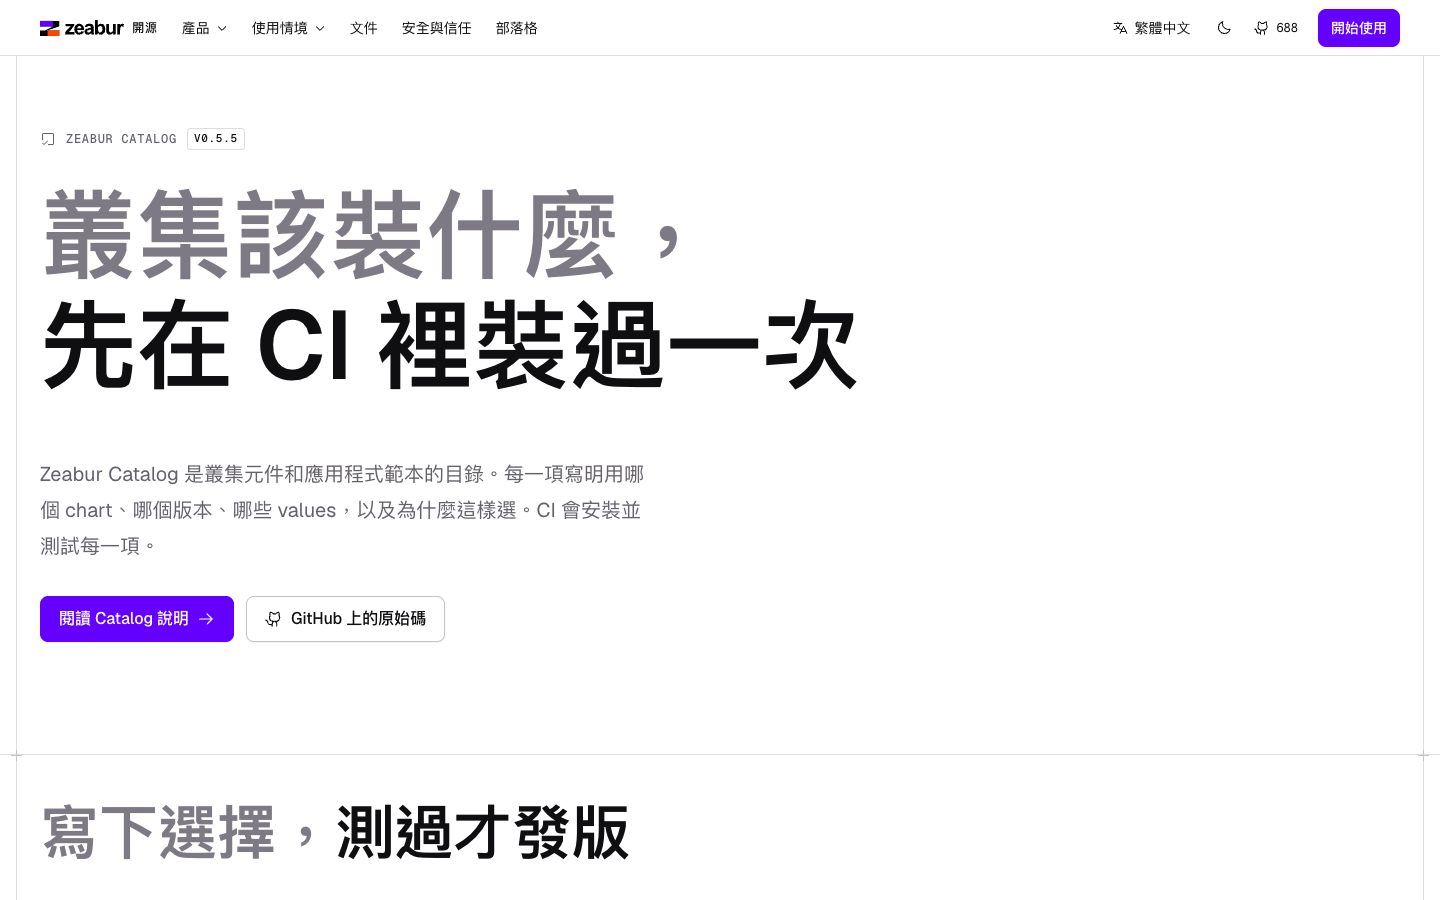 zeabur 開源 產品 使用情境 文件 安全與信任 部落格 繁體中文 688 開始使用
ZEABUR CATALOG V0.5.5
叢集該裝什麼，
先在 CI 裡裝過一次
Zeabur Catalog 是叢集元件和應用程式範本的目錄。每一項寫明用哪
個 chart、哪個版本、哪些 values，以及為什麼這樣選。CI 會安裝並
測試每一項。
閱讀 Catalog 說明 →
GitHub 上的原始碼
寫下選擇，測過才發版